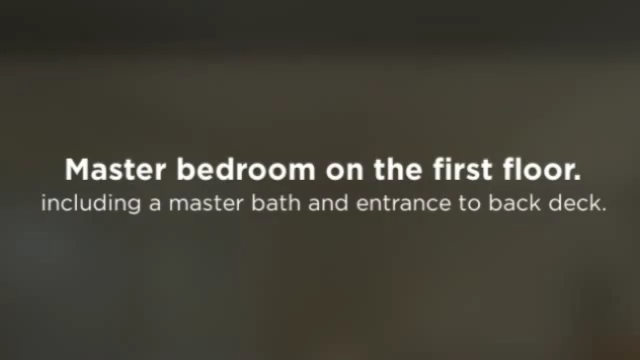 Master bedroom on the first floor.
including a master bath and entrance to back deck.